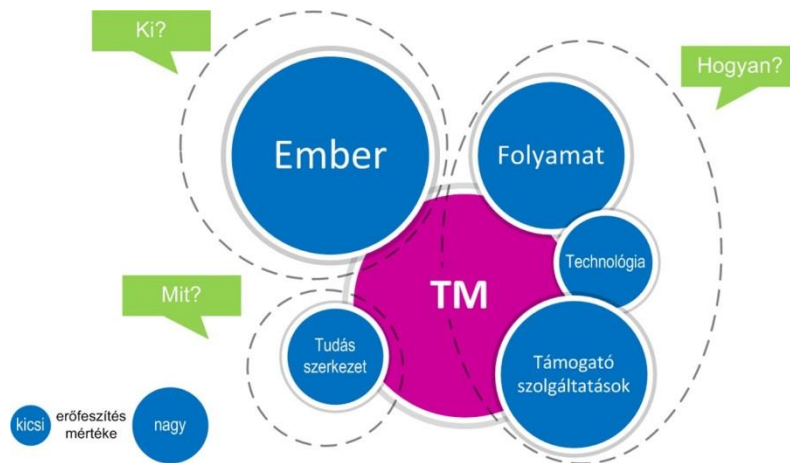 Ki?
Hogyan?
Ember
Folyamat
Technológia
Mit?
TM
Tudás
szerkezet
Támogató
szolgáltatások
kicsi
erőfeszítés
mértéke
nagy